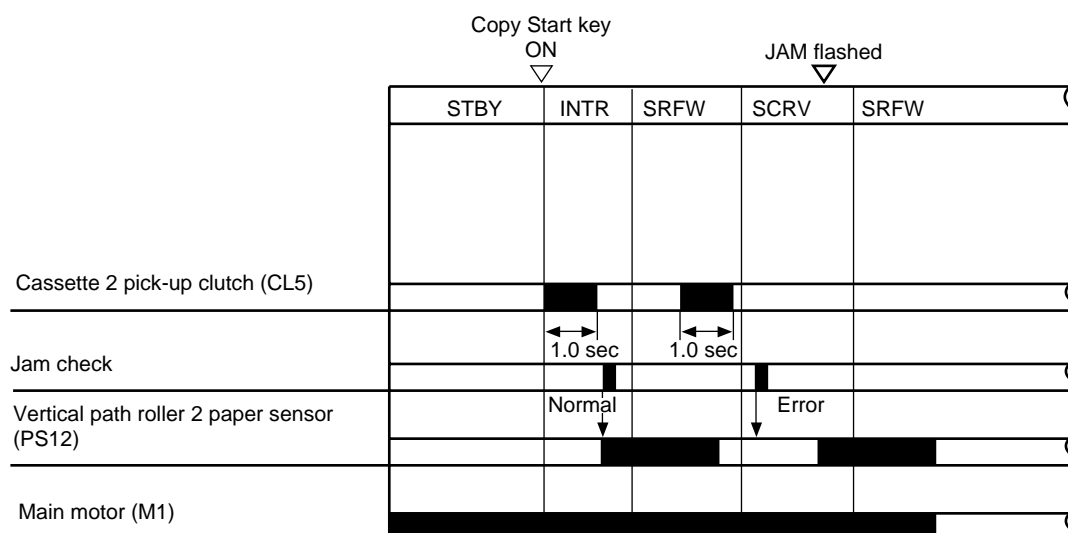 Copy Start key
ON
JAM flashed
STBY INTR SRFW SCRV SRFW
Cassette 2 pick-up clutch (CL5)
1.0 sec 1.0 sec
Jam check
Normal Error
Vertical path roller 2 paper sensor
(PS12)
Main motor (M1)